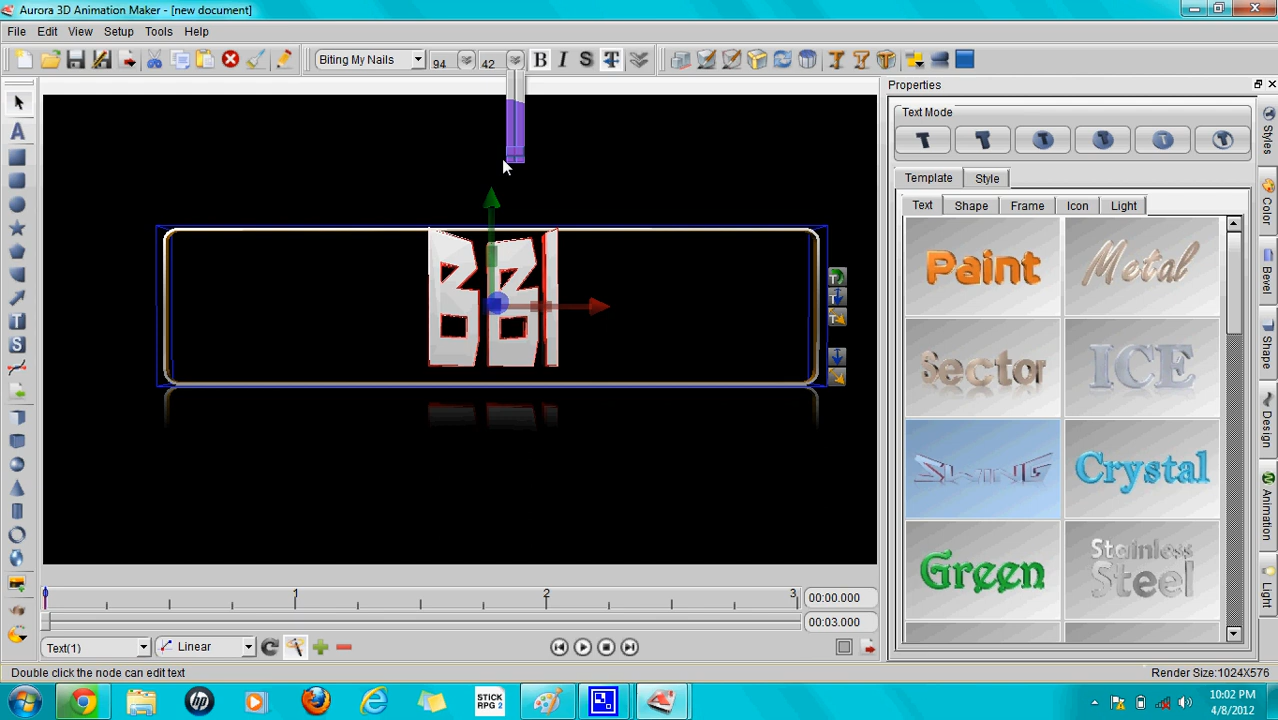 Aurora 3D Animation Maker - [new document]
File Edit View Setup Tools Help
Biting My Nails 94 42 B I S T
Properties
Text Mode
Template Style
Text Shape Frame Icon Light
Paint Metal
Sector ICE
SWING Crystal
Green Stainless Steel
Styles
Color
Bevel
Shape
Design
Animation
Light
BBI
1 2 3 00:00.000
00:03.000
Text(1) Linear
Double click the node can edit text Render Size:1024X576
STICK RPG 2
10:02 PM
4/8/2012